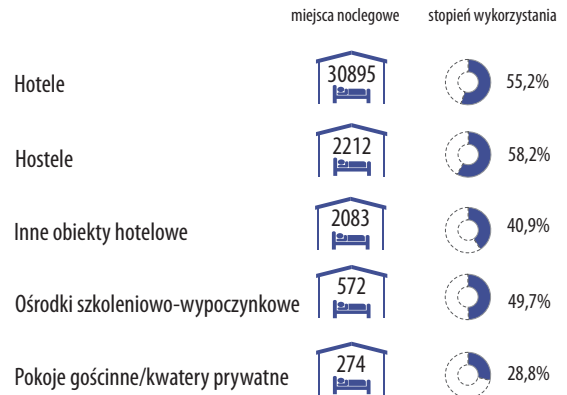 miejsca noclegowe stopień wykorzystania
Hotele 30895 55,2%
Hostele 2212 58,2%
Inne obiekty hotelowe 2083 40,9%
Ośrodki szkoleniowo-wypoczynkowe 572 49,7%
Pokoje gościnne/kwatery prywatne 274 28,8%